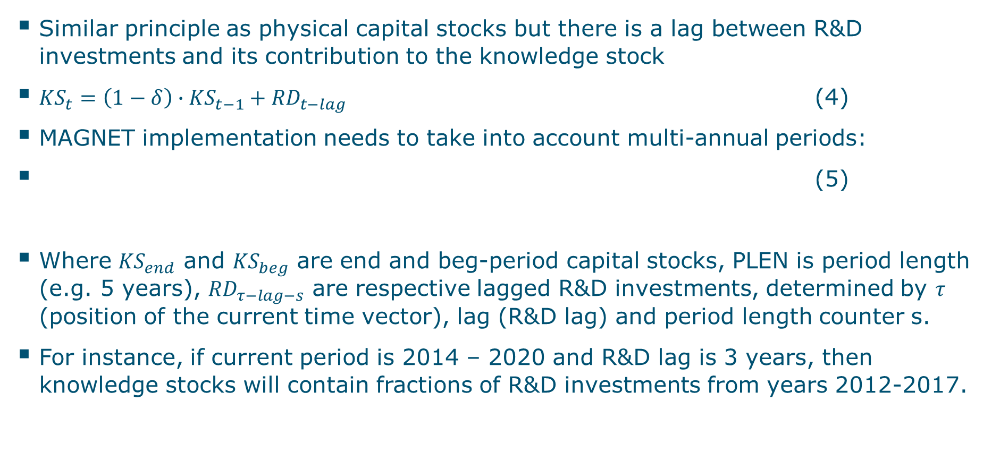 ▪ Similar principle as physical capital stocks but there is a lag between R&D
investments and its contribution to the knowledge stock
▪ KS_t = (1 − δ) · KS_{t−1} + RD_{t−lag} (4)
▪ MAGNET implementation needs to take into account multi-annual periods:
▪ (5)
▪ Where KS_{end} and KS_{beg} are end and beg-period capital stocks, PLEN is period length
(e.g. 5 years), RD_{τ−lag−s} are respective lagged R&D investments, determined by τ
(position of the current time vector), lag (R&D lag) and period length counter s.
▪ For instance, if current period is 2014 – 2020 and R&D lag is 3 years, then
knowledge stocks will contain fractions of R&D investments from years 2012-2017.